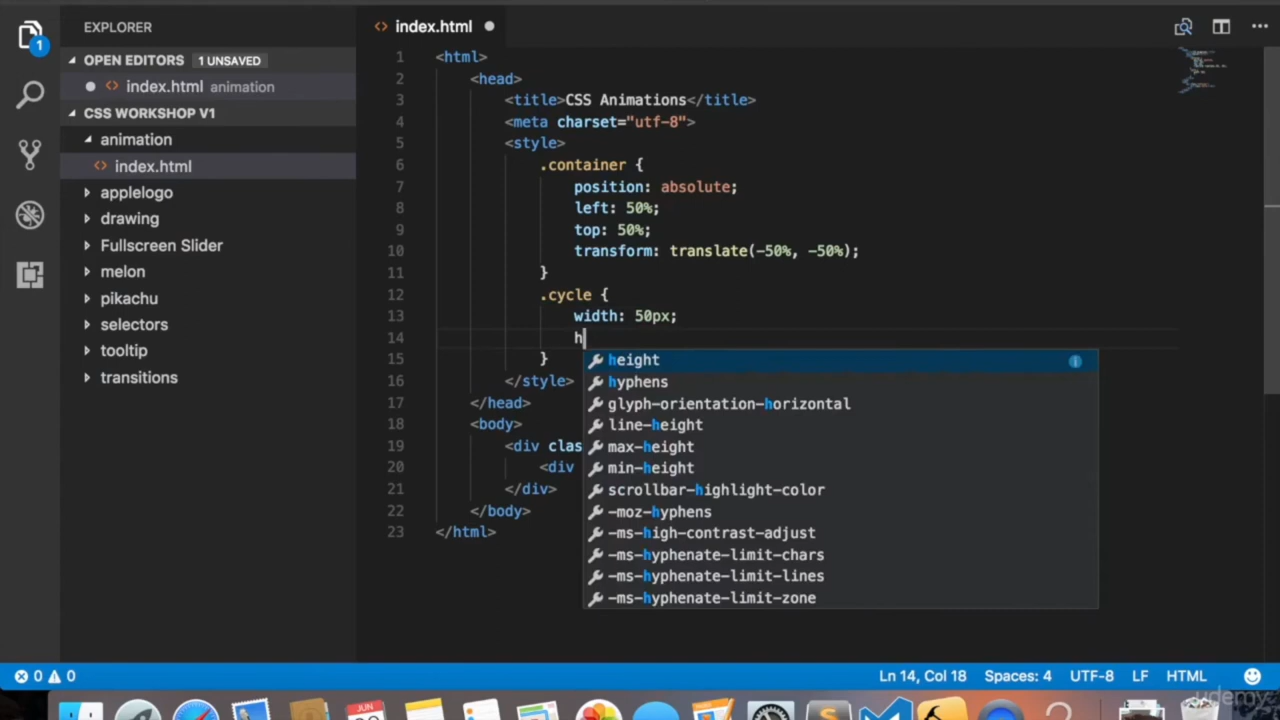 EXPLORER
OPEN EDITORS 1 UNSAVED
index.html animation
CSS WORKSHOP V1
animation
index.html
applelogo
drawing
Fullscreen Slider
melon
pikachu
selectors
tooltip
transitions
1
index.html
1 <html>
2 <head>
3 <title>CSS Animations</title>
4 <meta charset="utf-8">
5 <style>
6 .container {
7 position: absolute;
8 left: 50%;
9 top: 50%;
10 transform: translate(-50%, -50%);
11 }
12 .cycle {
13 width: 50px;
14 h
15 }
16 </style>
17 </head>
18 <body>
19 <div clas
20 <div
21 </div>
22 </body>
23 </html>
height
hyphens
glyph-orientation-horizontal
line-height
max-height
min-height
scrollbar-highlight-color
-moz-hyphens
-ms-high-contrast-adjust
-ms-hyphenate-limit-chars
-ms-hyphenate-limit-lines
-ms-hyphenate-limit-zone
0 0 Ln 14, Col 18 Spaces: 4 UTF-8 LF HTML
JUN
udemy